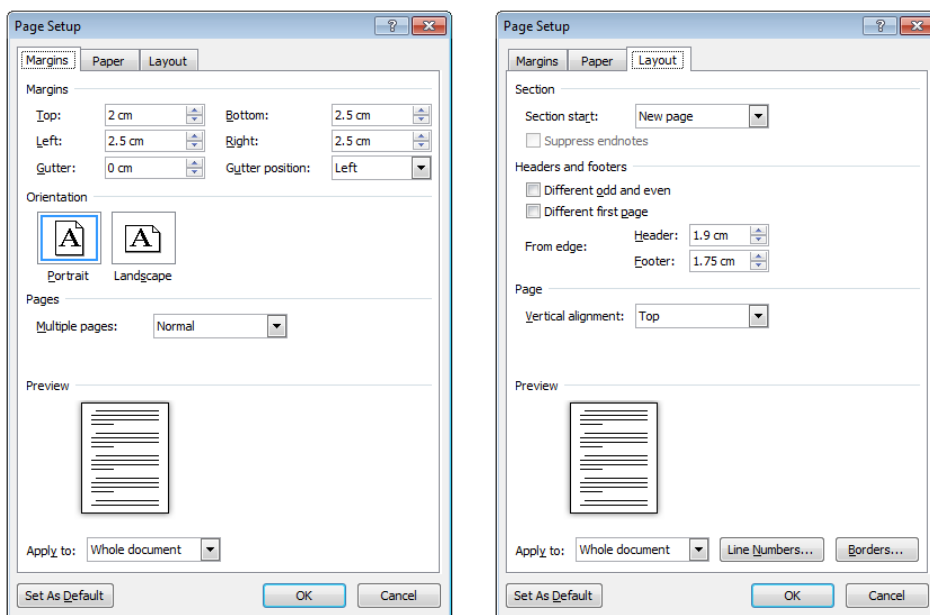 Page Setup
Margins Paper Layout
Margins
Top: 2 cm Bottom: 2.5 cm
Left: 2.5 cm Right: 2.5 cm
Gutter: 0 cm Gutter position: Left
Orientation
A A
Portrait Landscape
Pages
Multiple pages: Normal
Preview
Apply to: Whole document
Set As Default OK Cancel
Page Setup
Margins Paper Layout
Section
Section start: New page
Suppress endnotes
Headers and footers
Different odd and even
Different first page
From edge: Header: 1.9 cm
Footer: 1.75 cm
Page
Vertical alignment: Top
Preview
Apply to: Whole document Line Numbers... Borders...
Set As Default OK Cancel